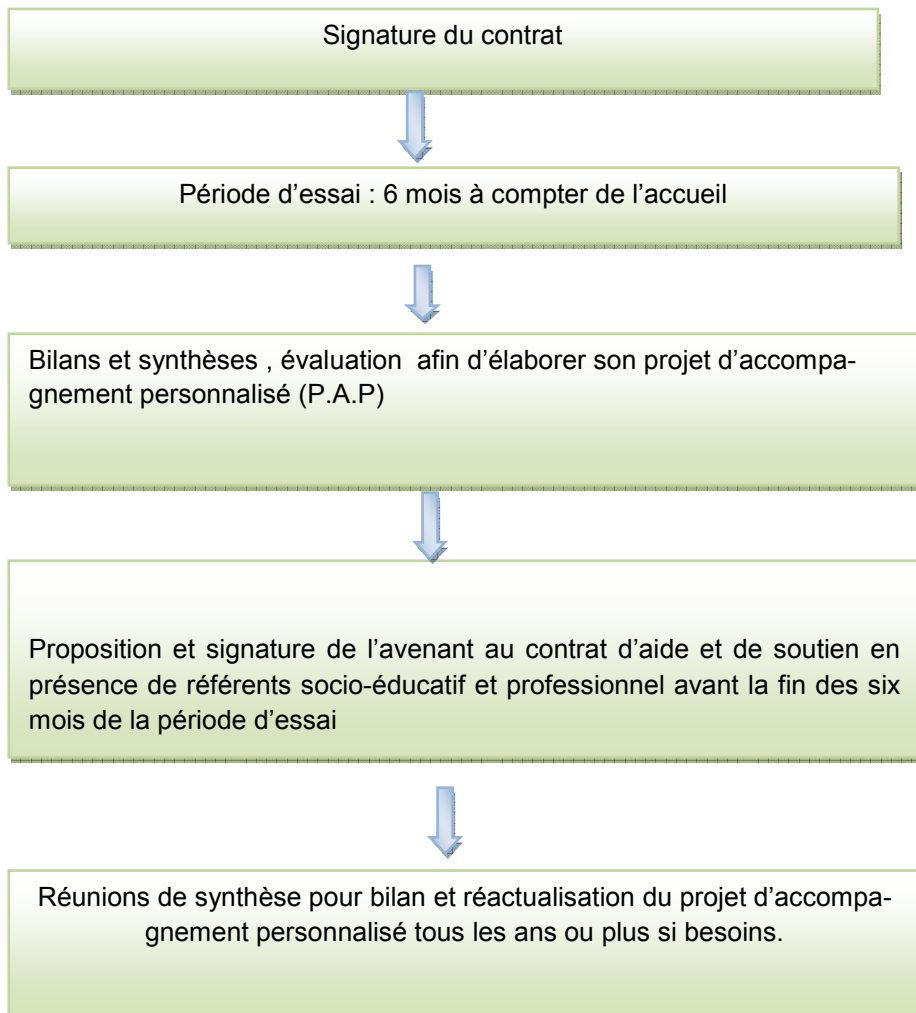 Signature du contrat
Période d’essai : 6 mois à compter de l’accueil
Bilans et synthèses , évaluation  afin d’élaborer son projet d’accompa-
gnement personnalisé (P.A.P)
Proposition et signature de l’avenant au contrat d’aide et de soutien en
présence de référents socio-éducatif et professionnel avant la fin des six
mois de la période d’essai
Réunions de synthèse pour bilan et réactualisation du projet d’accompa-
gnement personnalisé tous les ans ou plus si besoins.